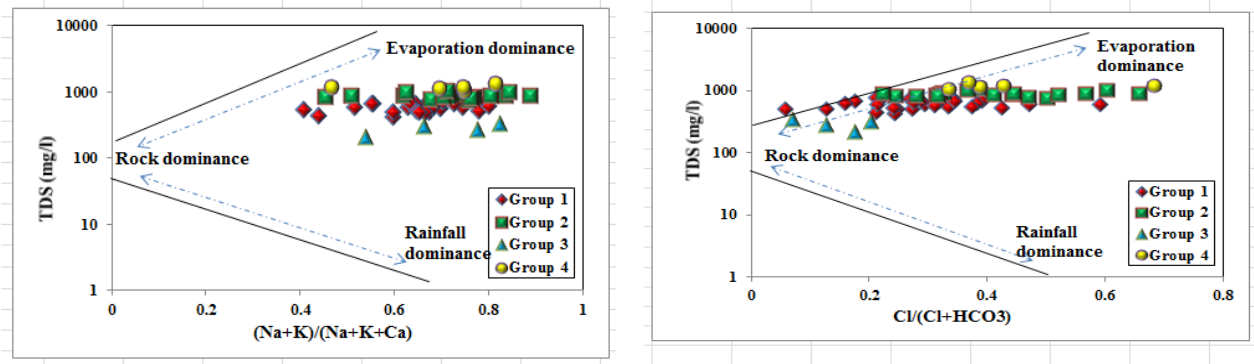 10000
1000
100
10
1
TDS (mg/l)
Evaporation dominance
Rock dominance
Rainfall
dominance
Group 1
Group 2
Group 3
Group 4
0
0.2
0.4
0.6
0.8
1
(Na+K)/(Na+K+Ca)
10000
1000
100
10
1
TDS (mg/l)
Evaporation
dominance
Rock dominance
Rainfall
dominance
Group 1
Group 2
Group 3
Group 4
0
0.2
0.4
0.6
0.8
Cl/(Cl+HCO3)